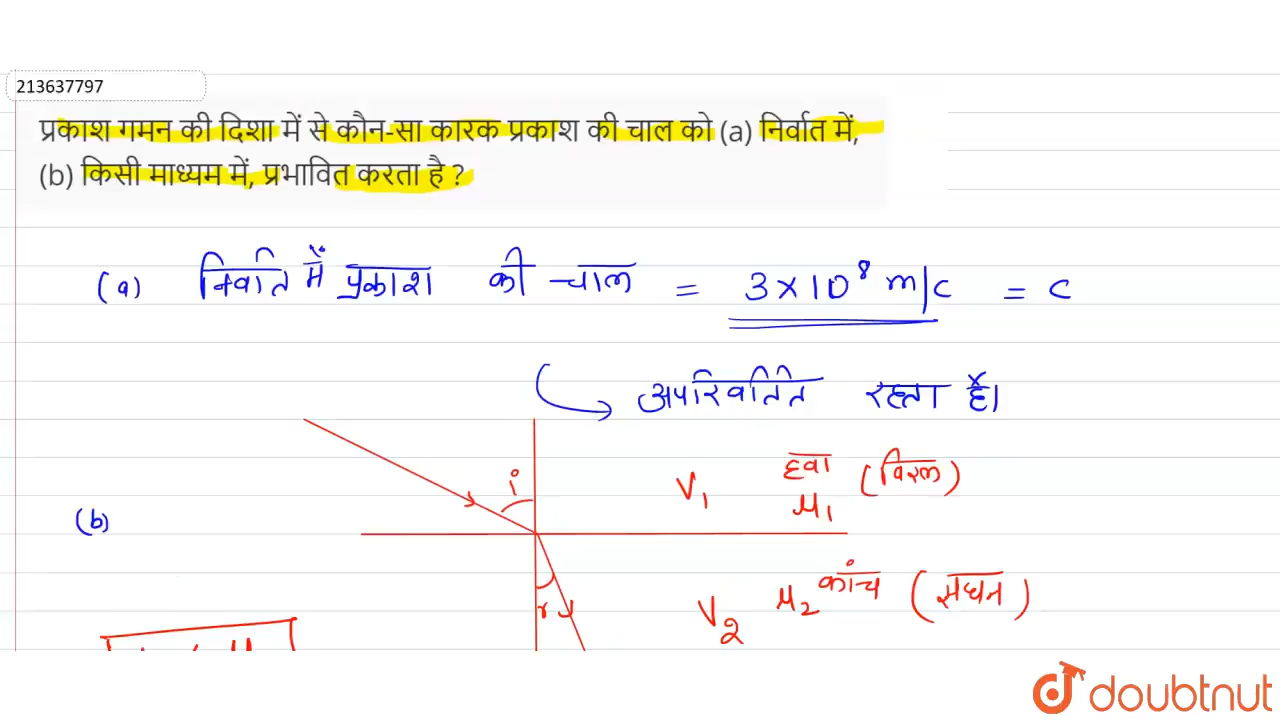 213637797
प्रकाश गमन की दिशा में से कौन-सा कारक प्रकाश की चाल को (a) निर्वात में,
(b) किसी माध्यम में, प्रभावित करता है ?
(a) निर्वात में प्रकाश की चाल = 3×10⁸ m/c = c
अपरिवर्तित रहता है।
i V₁ हवा (विरल)
μ₁
(b)
μ₂ कांच (सघन)
r V₂
doubtnut